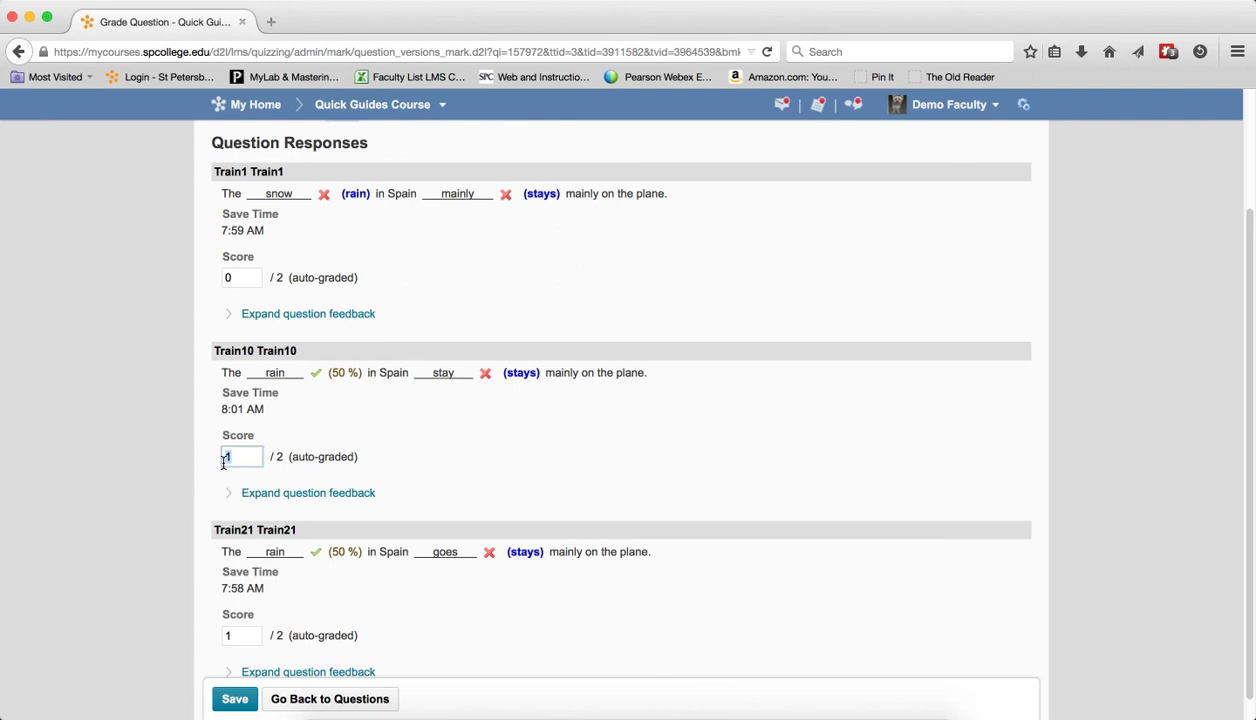 Grade Question - Quick Gui...
https://mycourses.spcollege.edu/d2l/lms/quizzing/admin/mark/question_versions_mark.d2l?qi=157972&ttid=3&tid=3911582&tvid=3964539&bmk
Search
Most Visited
Login - St Petersb...
MyLab & Mastering...
Faculty List LMS C...
SPC Web and Instructio...
Pearson Webex E...
Amazon.com: You...
Pin It
The Old Reader
My Home
Quick Guides Course
Demo Faculty
Question Responses
Train1 Train1
The snow (rain) in Spain mainly (stays) mainly on the plane.
Save Time
7:59 AM
Score
0 / 2 (auto-graded)
Expand question feedback
Train10 Train10
The rain (50 %) in Spain stay (stays) mainly on the plane.
Save Time
8:01 AM
Score
1 / 2 (auto-graded)
Expand question feedback
Train21 Train21
The rain (50 %) in Spain goes (stays) mainly on the plane.
Save Time
7:58 AM
Score
1 / 2 (auto-graded)
Expand question feedback
Save
Go Back to Questions